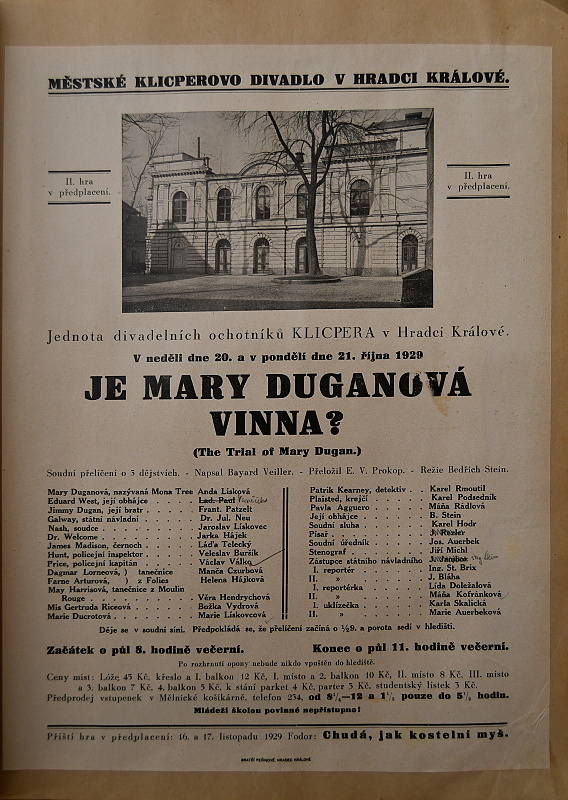 MĚSTSKÉ KLICPEROVO DIVADLO V HRADCI KRÁLOVÉ.
II. hra
v předplacení.
II. hra
v předplacení.
Jednota divadelních ochotníků KLICPERA v Hradci Králové.
V neděli dne 20. a v pondělí dne 21. října 1929
JE MARY DUGANOVÁ
VINNA?
(The Trial of Mary Dugan.)
Soudní přelíčení o 3 dějstvích. - Napsal Bayard Veiller. - Přeložil E. V. Prokop. - Režie Bedřich Stein.
Mary Duganová, nazývaná Mona Tree Anda Lísková
Eduard West, její obhájce . . . . . Lad. Paul
Jimmy Dugan, její bratr . . . . . Frant. Patzelt
Galway, státní návladní . . . . . Dr. Jul. Neu
Nash, soudce . . . . . Jaroslav Lískovec
Dr. Welcome . . . . . Jarka Hájek
James Madison, černoch . . . . . Láďa Telecký
Hunt, policejní inspektor . . . . . Veleslav Buršík
Price, policejní kapitán . . . . . Václav Válko
Dagmar Lorneová, ) tanečnice Manča Czurbová
Farne Arturová, ) z Folies Helena Hájková
May Harrisová, tanečnice z Moulin
Rouge . . . . . Věra Hendrychová
Mis Gertruda Riceová . . . . . Božka Vydrová
Marie Ducrotová . . . . . Marie Lískovcová
Patrik Kearney, detektiv . . Karel Rmoutil
Plaisted, krejčí . . . . . Karel Podsedník
Pavla Agguero . . . . . Máňa Rádlová
Její obhájce . . . . . B. Stein
Soudní sluha . . . . . Karel Hodr
Písař . . . . .
Soudní úředník . . . . . Jos. Auerbek
Stenograf . . . . . Jiří Michl
Zástupce státního návladního
I. reportér . . . . . Ing. St. Brix
II. » . . . . . J. Bláha
I. reportérka . . . . . Lída Doležalová
II. » . . . . . Máňa Kofránková
I. uklízečka . . . . . Karla Skalická
II. » . . . . . Marie Auerbeková
Děje se v soudní síni. Předpokládá se, že přelíčení začíná o ½9. a porota sedí v hledišti.
Začátek o půl 8. hodině večerní. Konec o půl 11. hodině večerní.
Po rozhrnutí opony nebude nikdo vpuštěn do hlediště.
Ceny míst: Lóže 45 Kč, křeslo a I. balkon 12 Kč, I. místo a 2. balkon 10 Kč, II. místo 8 Kč, III. místo
a 3. balkon 7 Kč, 4. balkon 5 Kč, k stání parket 4 Kč, parter 3 Kč, studentský lístek 3 Kč.
Předprodej vstupenek v Mělnické košíkárně, telefon 234, od 8½—12 a 1½ pouze do 5½ hodin.
Mládeži školou povinné nepřístupno!
Příští hra v předplacení: 16. a 17. listopadu 1929 Fodor: Chudá, jak kostelní myš.
BRATŘI PEŘINOVÉ, HRADEC KRÁLOVÉ